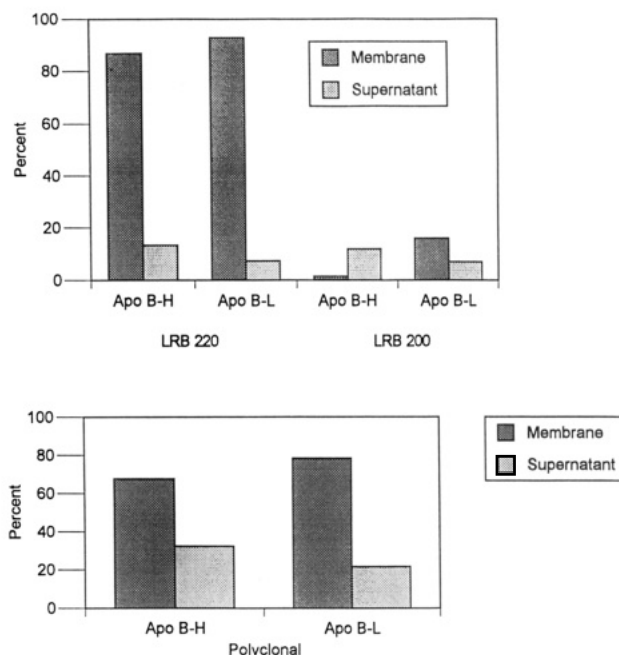 100
80
60
40
20
0
Percent
Membrane
Supernatant
Apo B-H Apo B-L Apo B-H Apo B-L
LRB 220 LRB 200
100
80
60
40
20
0
Percent
Membrane
Supernatant
Apo B-H Apo B-L
Polyclonal